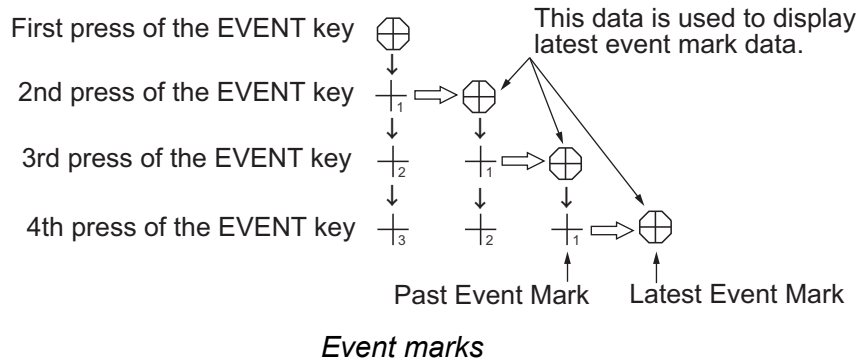 First press of the EVENT key
This data is used to display
latest event mark data.
2nd press of the EVENT key
1
3rd press of the EVENT key
2
1
4th press of the EVENT key
3
2
1
Past Event Mark
Latest Event Mark
Event marks